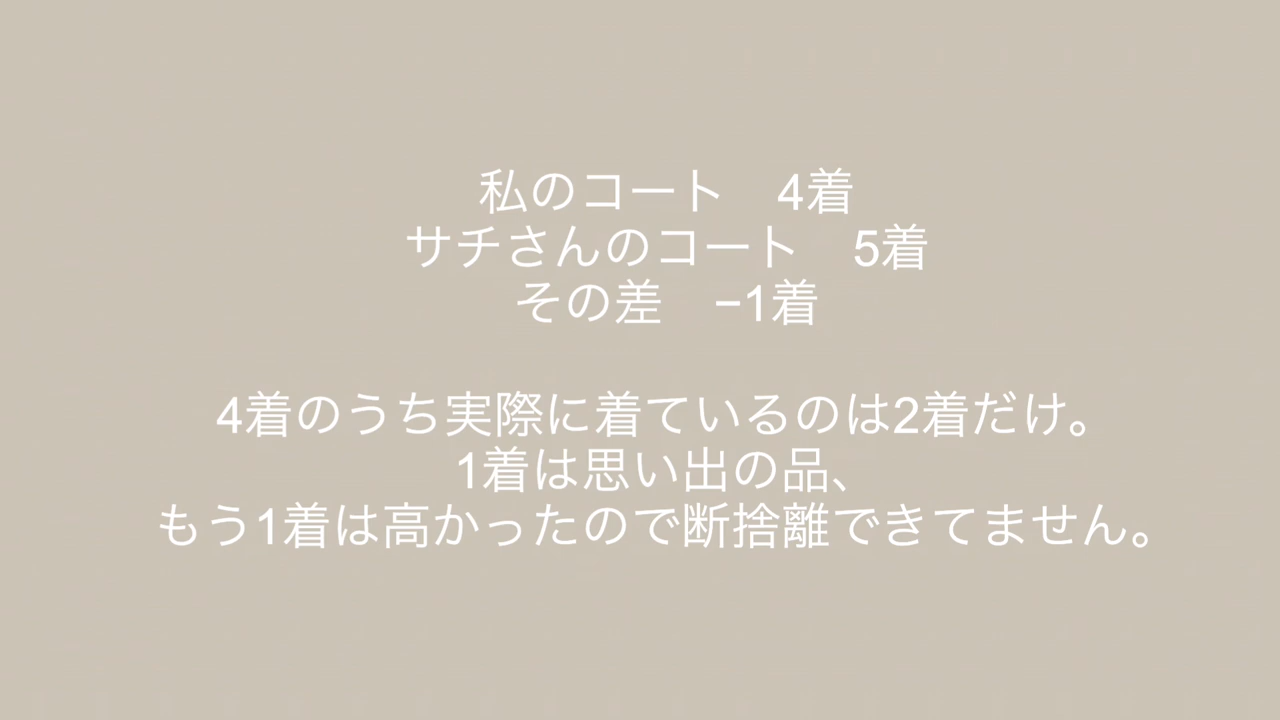 私のコート　4着
サチさんのコート　5着
その差　−1着
4着のうち実際に着ているのは2着だけ。
1着は思い出の品、
もう1着は高かったので断捨離できてません。